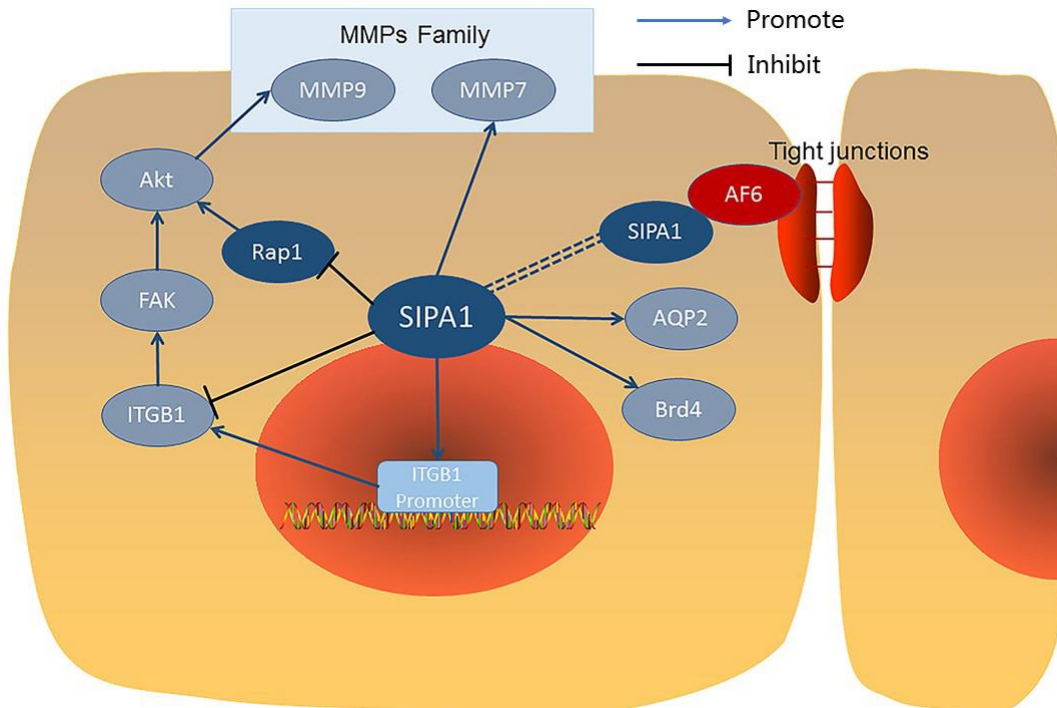 Promote
Inhibit
MMPs Family
MMP9
MMP7
Tight junctions
Akt
AF6
Rap1
SIPA1
FAK
SIPA1
AQP2
ITGB1
Brd4
ITGB1
Promoter